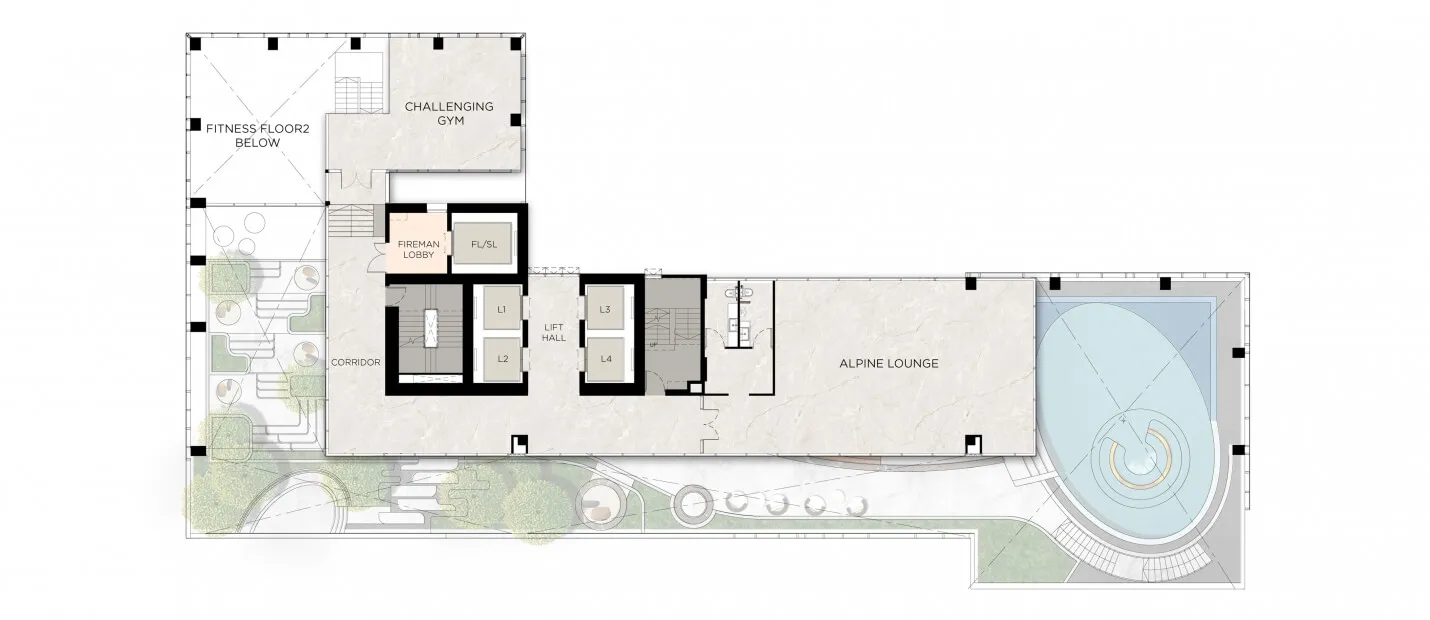 CHALLENGING
GYM
FITNESS FLOOR2
BELOW
FIREMAN
LOBBY
FL/SL
L1
L3
LIFT
HALL
L2
L4
UP
CORRIDOR
ALPINE LOUNGE